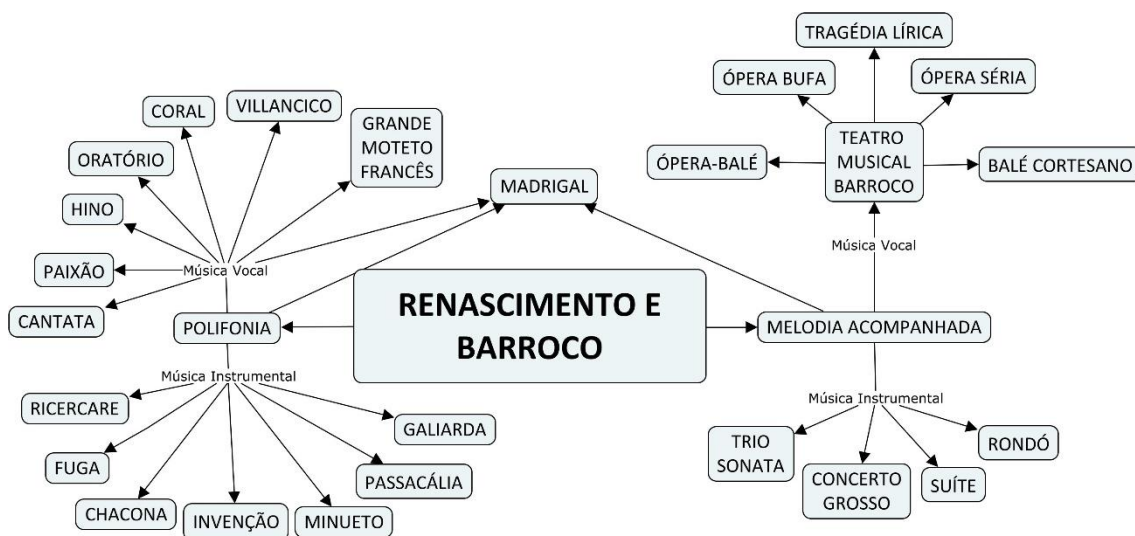 TRAGÉDIA LÍRICA
ÓPERA BUFA
ÓPERA SÉRIA
TEATRO
MUSICAL
BARROCO
ÓPERA-BALÉ
BALÉ CORTESANO
Música Vocal
VILLANCICO
CORAL
GRANDE
MOTETO
FRANCÊS
ORATÓRIO
MADRIGAL
HINO
Música Vocal
PAIXÃO
CANTATA
POLIFONIA
RENASCIMENTO E
BARROCO
MELODIA ACOMPANHADA
Música Instrumental
RICERCARE
GALIARDA
FUGA
PASSACÁLIA
CHACONA
INVENÇÃO
MINUETO
Música Instrumental
TRIO
SONATA
RONDÓ
CONCERTO
GROSSO
SUÍTE